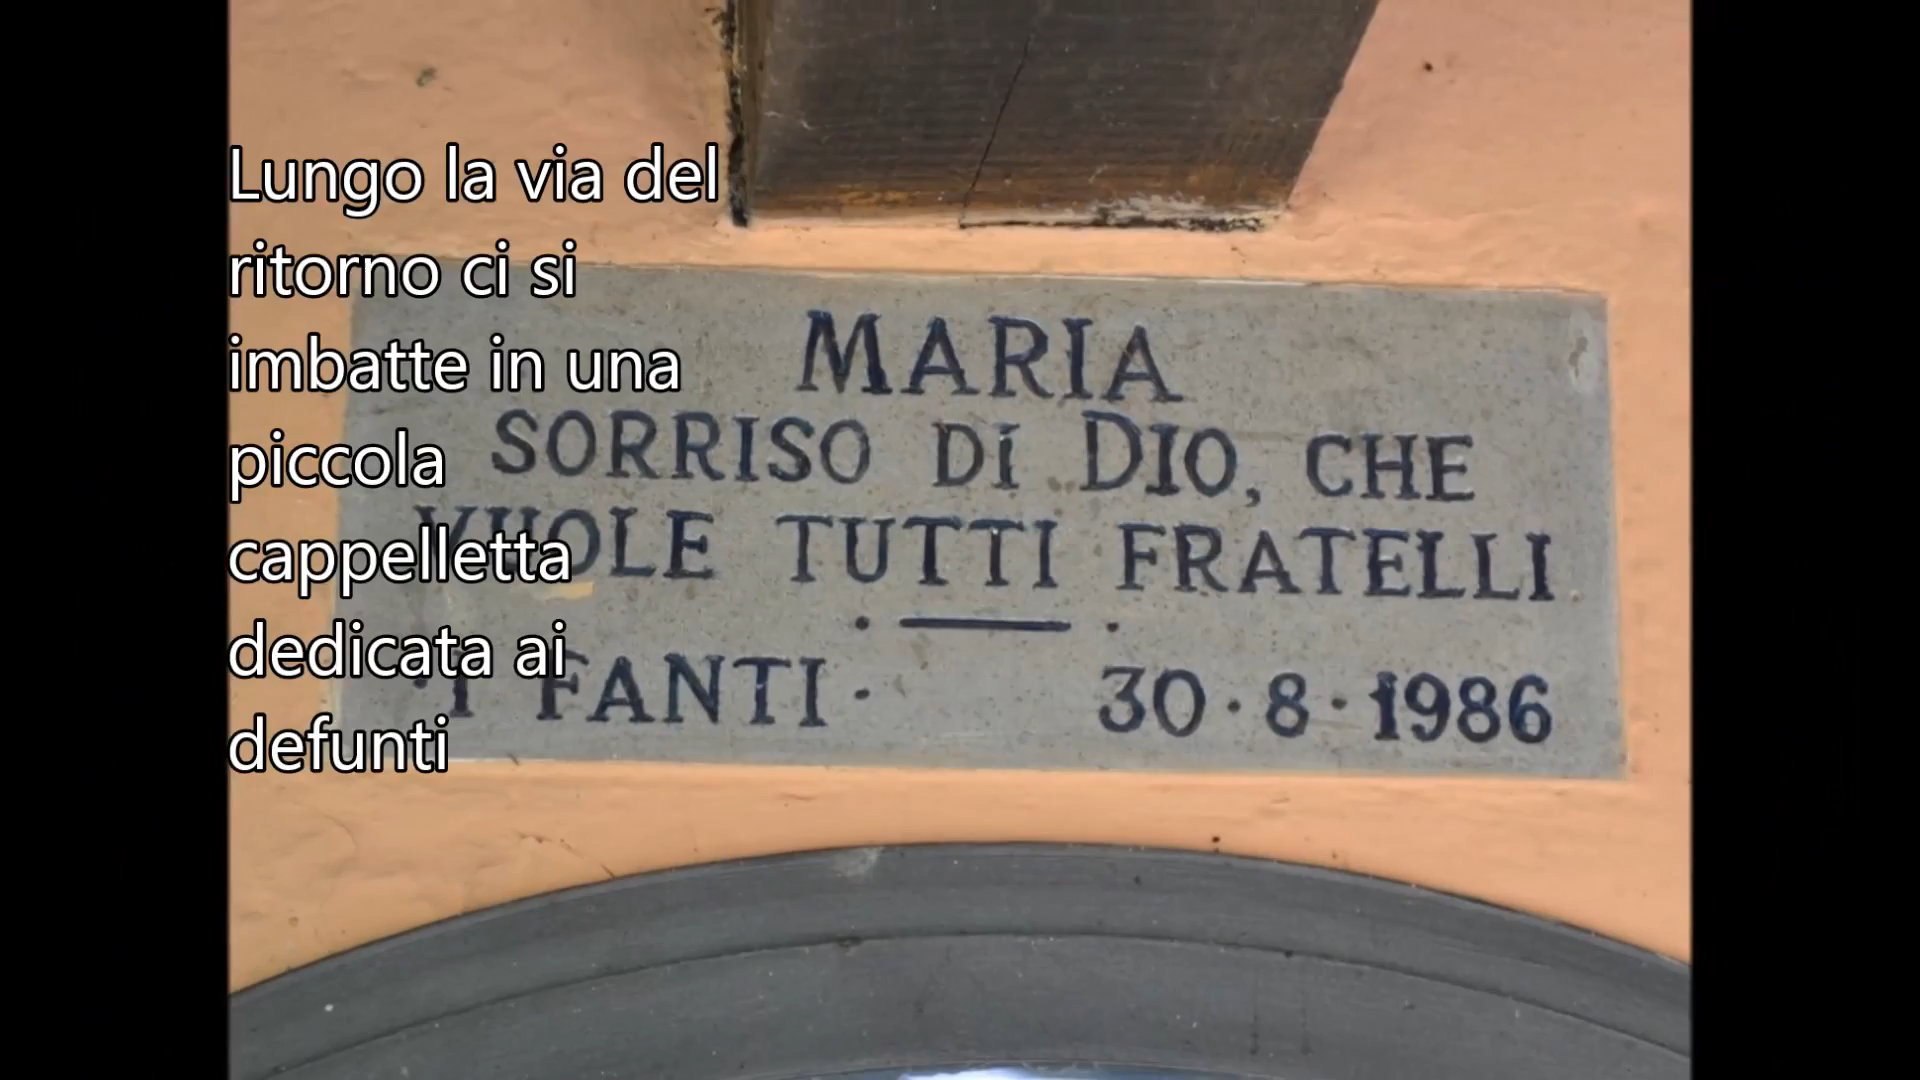 Lungo la via del
ritorno ci si
imbatte in una
piccola
cappelletta
dedicata ai
defunti
MARIA
SORRISO Di DIO, CHE
VUOLE TUTTI FRATELLI
· I FANTI · 30 · 8 · 1986